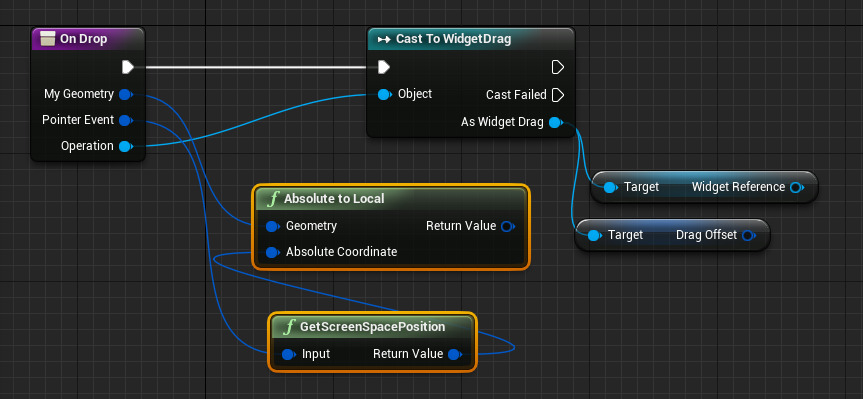 On Drop
My Geometry
Pointer Event
Operation
Cast To WidgetDrag
Object
Cast Failed
As Widget Drag
Target Widget Reference
Target Drag Offset
f Absolute to Local
Geometry Return Value
Absolute Coordinate
f GetScreenSpacePosition
Input Return Value